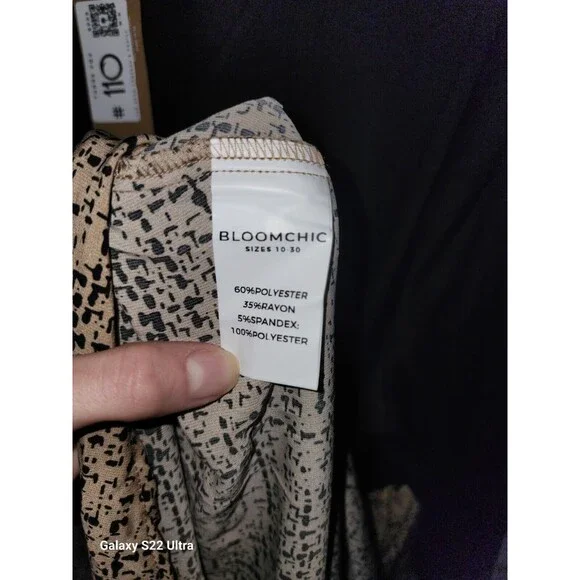 # 110
BLOOMCHIC
SIZES 10-30
60%POLYESTER
35%RAYON
5%SPANDEX:
100%POLYESTER
Galaxy S22 Ultra